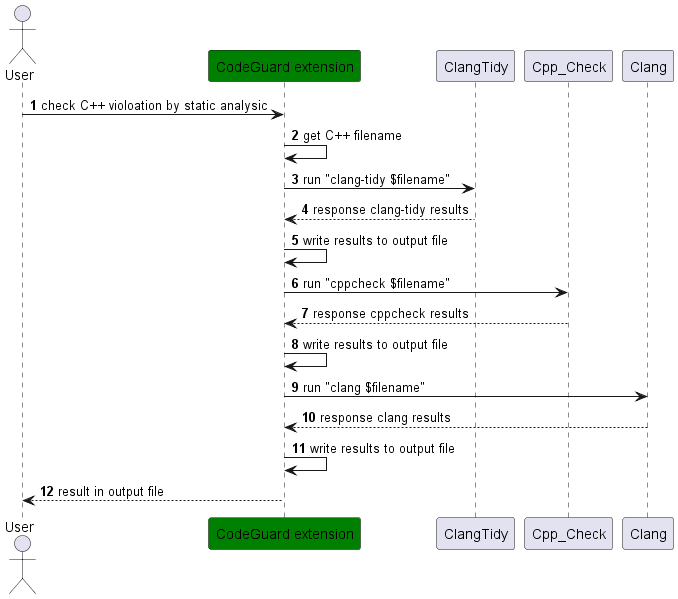 User
CodeGuard extension
ClangTidy
Cpp_Check
Clang
1 check C++ violoation by static analysic
2 get C++ filename
3 run "clang-tidy $filename"
4 response clang-tidy results
5 write results to output file
6 run "cppcheck $filename"
7 response cppcheck results
8 write results to output file
9 run "clang $filename"
10 response clang results
11 write results to output file
12 result in output file
User
CodeGuard extension
ClangTidy
Cpp_Check
Clang